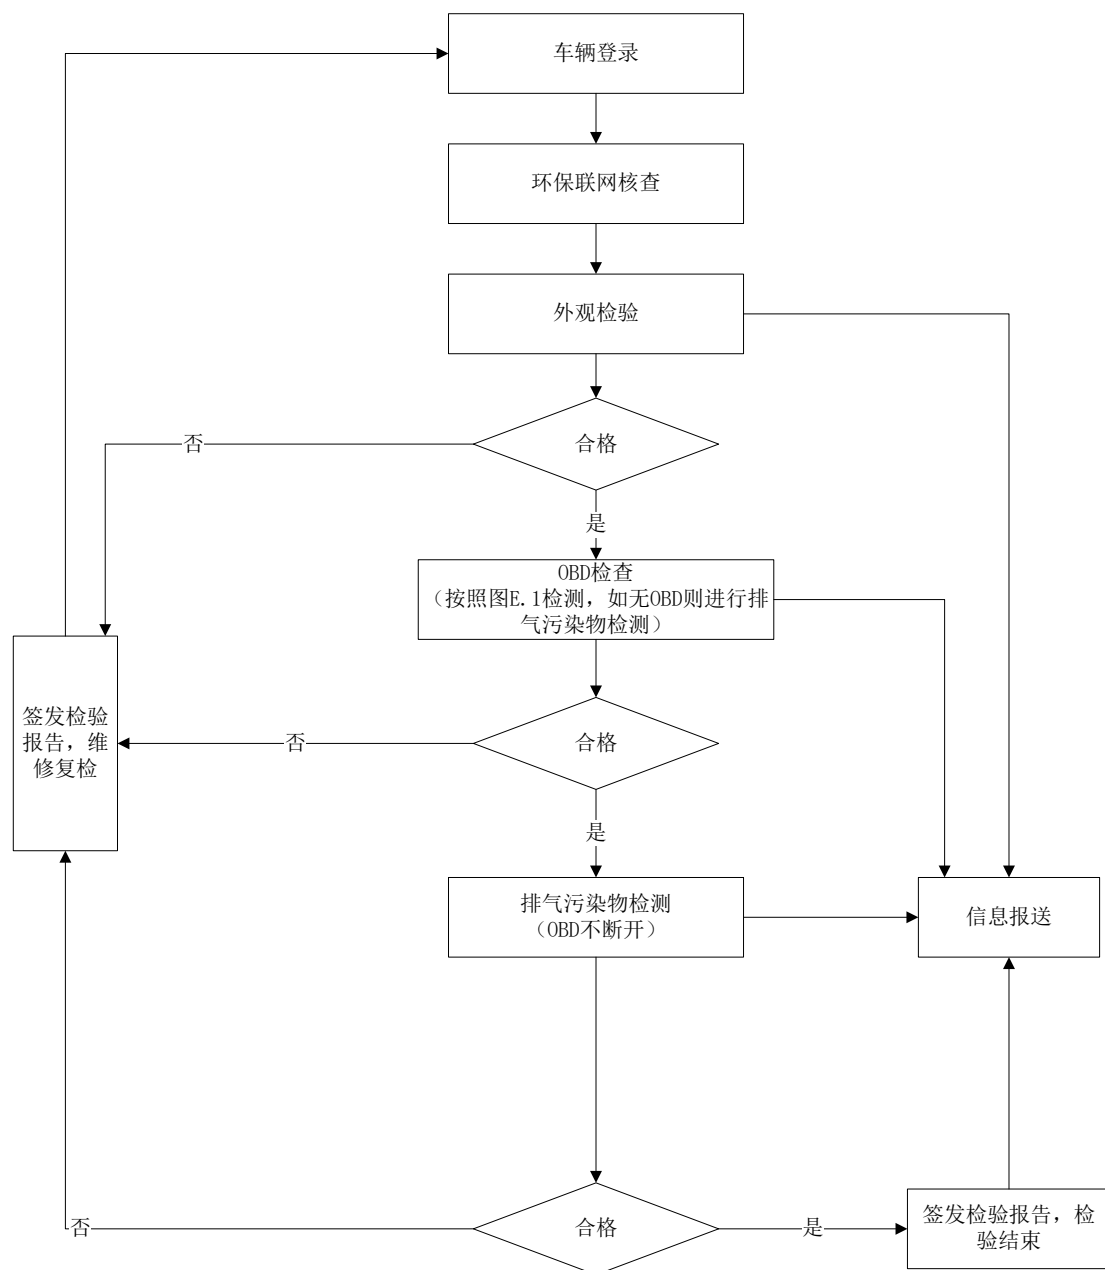 车辆登录
环保联网核查
外观检验
合格
否
是
OBD检查
（按照图E.1检测，如无OBD则进行排
气污染物检测）
签发检验
报告，维
修复检
合格
否
是
排气污染物检测
（OBD不断开）
信息报送
合格
否
是
签发检验报告，检
验结束